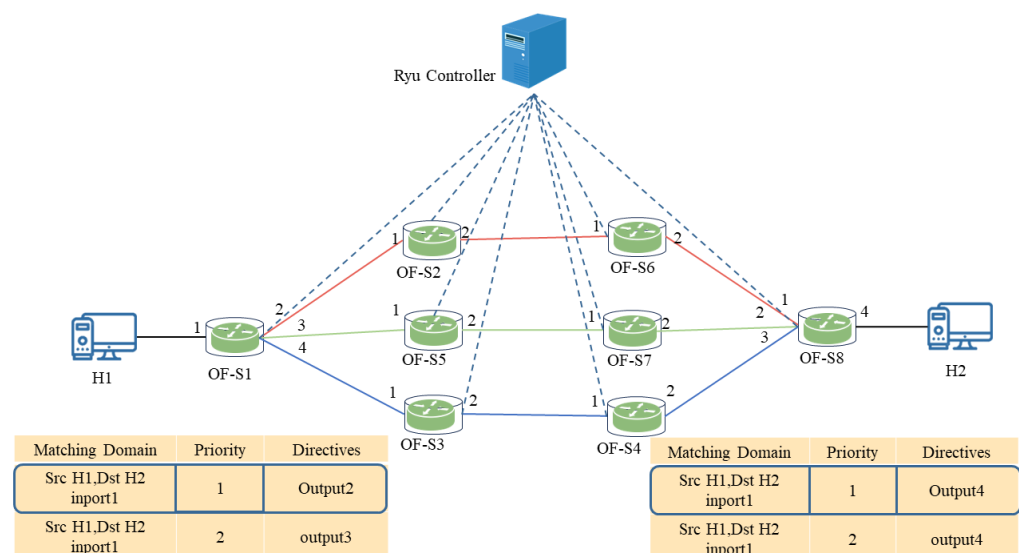 Ryu Controller
1
2
1
2
OF-S2
OF-S6
2
1
1
3
1
2
1
2
2
4
4
3
OF-S1
OF-S5
OF-S7
OF-S8
H1
H2
1
2
1
2
OF-S3
OF-S4
Matching Domain Priority Directives
Src H1,Dst H2
inport1
1
Output2
Src H1,Dst H2
inport1
2
output3
Matching Domain Priority Directives
Src H1,Dst H2
inport1
1
Output4
Src H1,Dst H2
inport1
2
output4